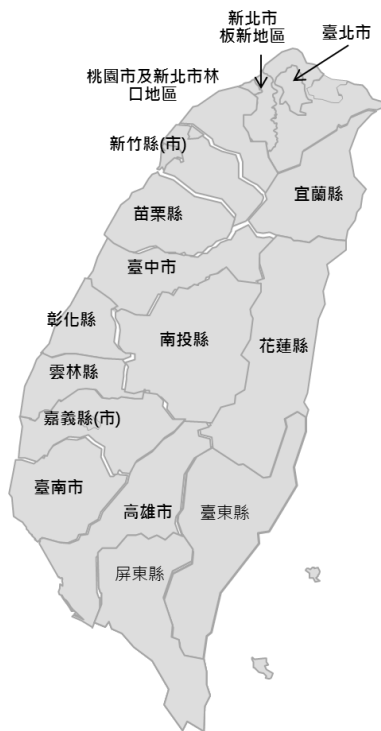 新北市
板新地區
臺北市
桃園市及新北市林
口地區
新竹縣(市)
宜蘭縣
苗栗縣
臺中市
彰化縣
南投縣
花蓮縣
雲林縣
嘉義縣(市)
臺南市
高雄市
臺東縣
屏東縣